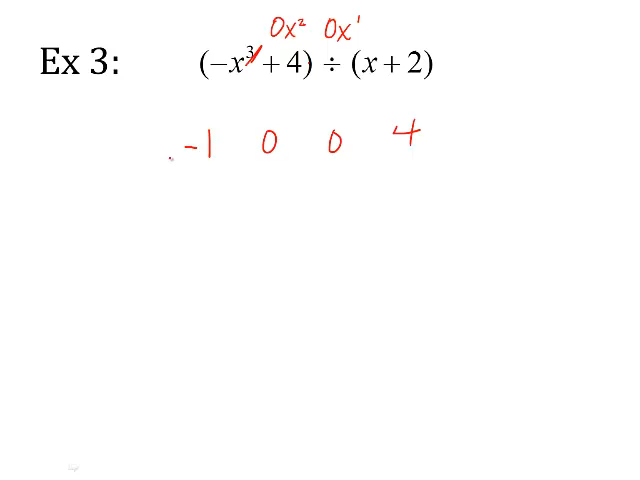 0x² 0x¹
Ex 3: (−x³ + 4) ÷ (x + 2)
-1 0 0 4